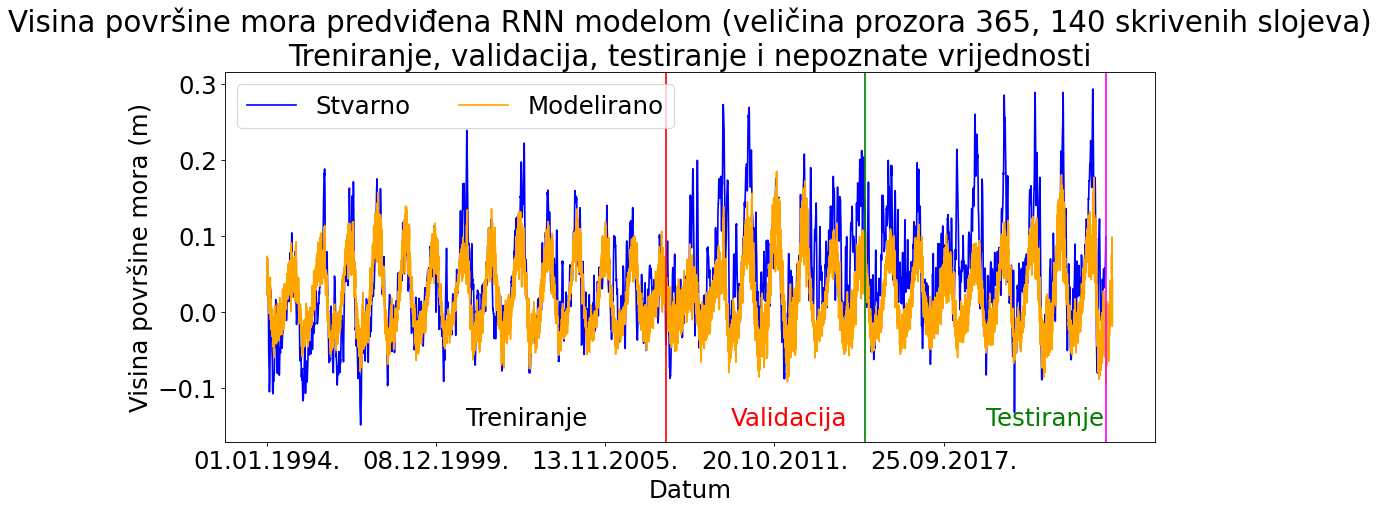 Visina površine mora predviđena RNN modelom (veličina prozora 365, 140 skrivenih slojeva)
Treniranje, validacija, testiranje i nepoznate vrijednosti
Stvarno
Modelirano
Visina površine mora (m)
0.3
0.2
0.1
0.0
−0.1
Treniranje
Validacija
Testiranje
01.01.1994.
08.12.1999.
13.11.2005.
20.10.2011.
25.09.2017.
Datum